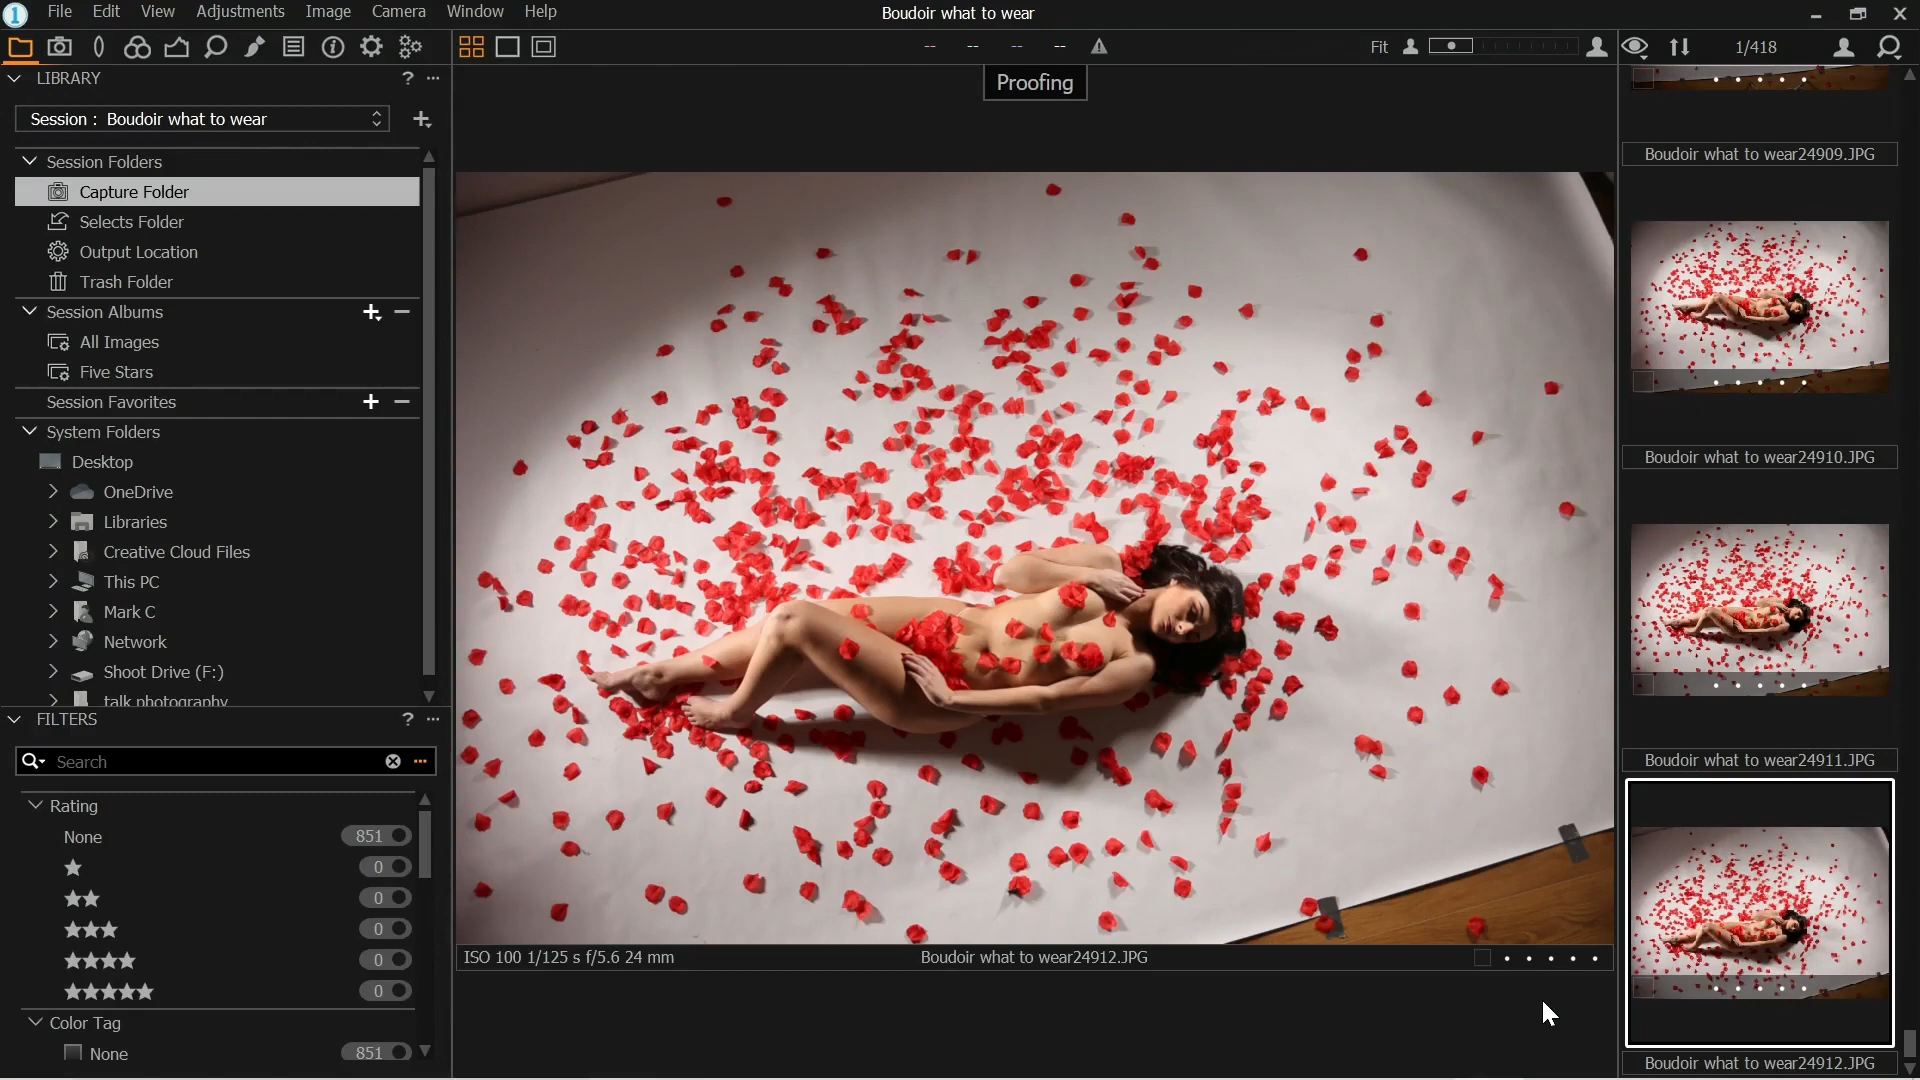 File Edit View Adjustments Image Camera Window Help
Boudoir what to wear
-- -- -- --
Fit
1/418
LIBRARY
? ...
Proofing
Session : Boudoir what to wear
Session Folders
Capture Folder
Selects Folder
Output Location
Trash Folder
Session Albums
All Images
Five Stars
Session Favorites
System Folders
Desktop
OneDrive
Libraries
Creative Cloud Files
This PC
Mark C
Network
Shoot Drive (F:)
talk photography
FILTERS
? ...
Search
Rating
None 851
0
0
0
0
0
Color Tag
None 851
ISO 100 1/125 s f/5.6 24 mm
Boudoir what to wear24912.JPG
Boudoir what to wear24909.JPG
Boudoir what to wear24910.JPG
Boudoir what to wear24911.JPG
Boudoir what to wear24912.JPG